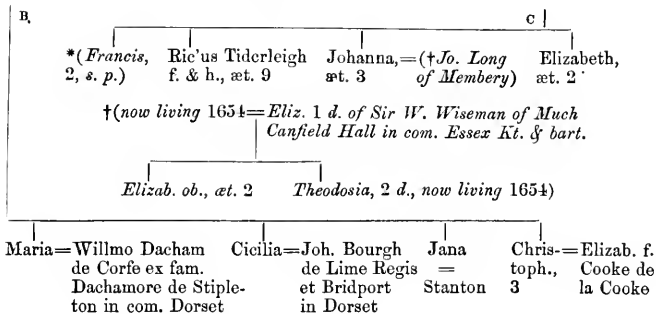 B. C
*(Francis, Ric'us Tiderleigh Johanna,=(†Jo. Long Elizabeth,
2, s. p.) f. & h., æt. 9 æt. 3 of Membery) æt. 2
†(now living 1654=Eliz. 1 d. of Sir W. Wiseman of Much
Canfield Hall in com. Essex Kt. & bart.
Elizab. ob., æt. 2 Theodosia, 2 d., now living 1654)
Maria=Willmo Dacham Cicilia=Joh. Bourgh Jana Chris-=Elizab. f.
de Corfe ex fam. de Lime Regis = toph., Cooke de
Dachamore de Stiple- et Bridport Stanton 3 la Cooke
ton in com. Dorset in Dorset